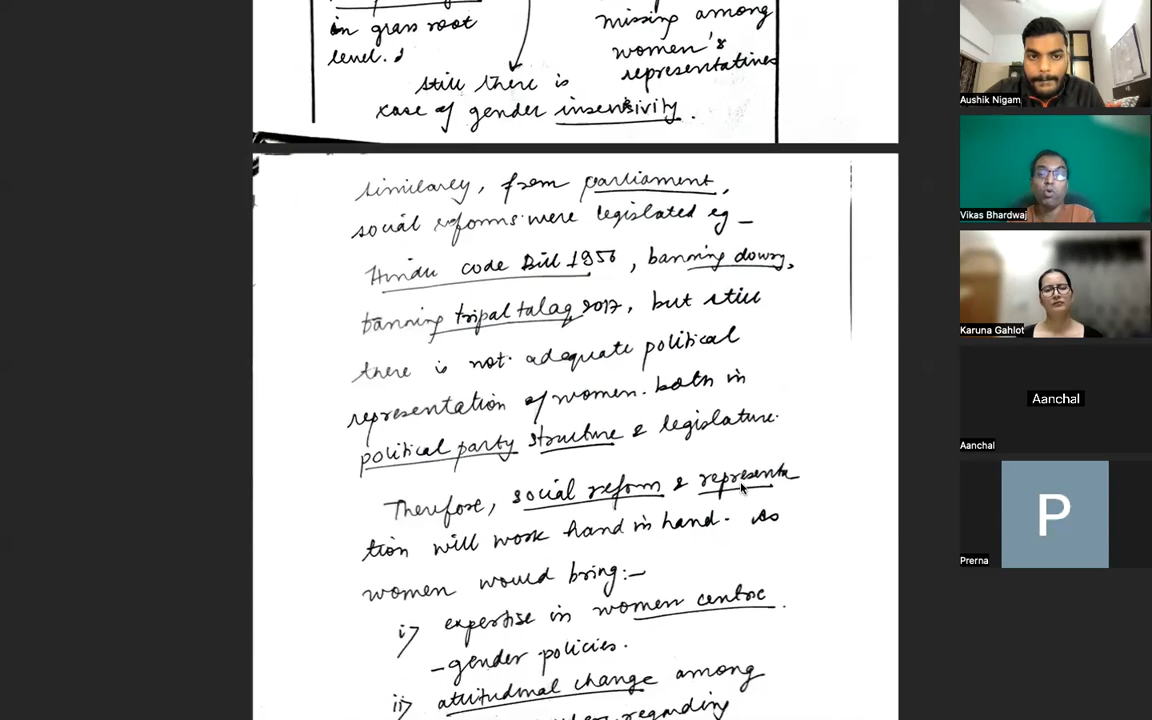 in grass root
level.
missing among
women's
representatives
still there is
case of gender insensivity.
similarly, from parliament,
social reforms were legislated eg -
Hindu code Bill 1956, banning dowry,
banning tripal talaq 2017, but still
there is not adequate political
representation of women. both in
political party structure & legislature.
Therefore, social reform & representa
tion will work hand in hand. As
women would bring:-
i) expertise in women centric
- gender policies.
ii) attitudinal change among
regarding
Aushik Nigam
Vikas Bhardwaj
Karuna Gahlot
Aanchal
Aanchal
P
Prerna